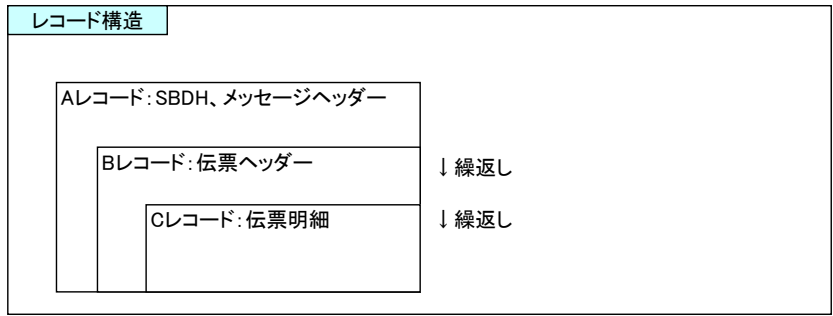 レコード構造
Aレコード：SBDH、メッセージヘッダー
Bレコード：伝票ヘッダー
↓繰返し
Cレコード：伝票明細
↓繰返し